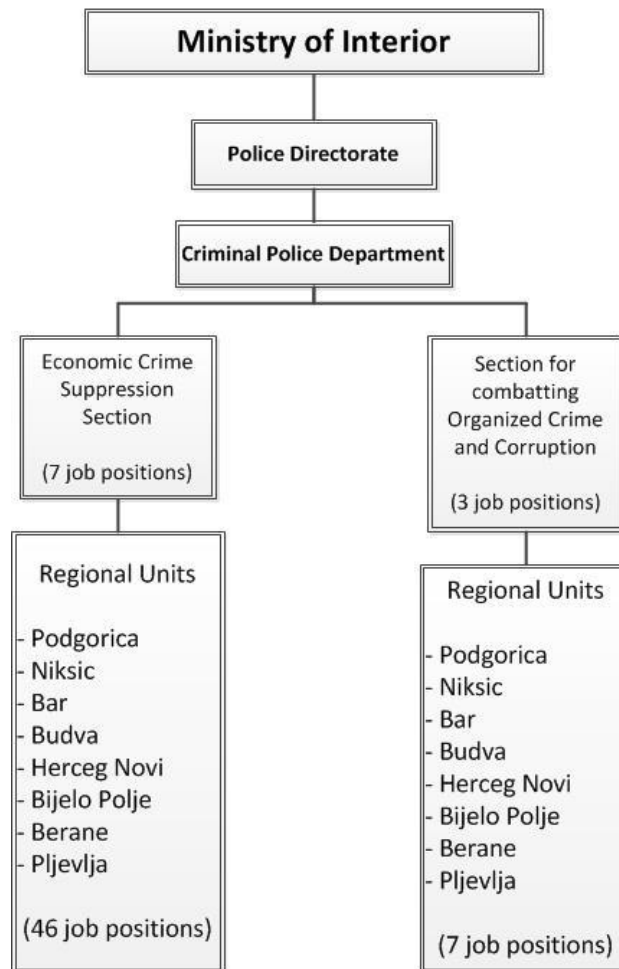 Ministry of Interior
Police Directorate
Criminal Police Department
Economic Crime
Suppression
Section
(7 job positions)
Regional Units
- Podgorica
- Niksic
- Bar
- Budva
- Herceg Novi
- Bijelo Polje
- Berane
- Pljevlja
(46 job positions)
Section for
combatting
Organized Crime
and Corruption
(3 job positions)
Regional Units
- Podgorica
- Niksic
- Bar
- Budva
- Herceg Novi
- Bijelo Polje
- Berane
- Pljevlja
(7 job positions)